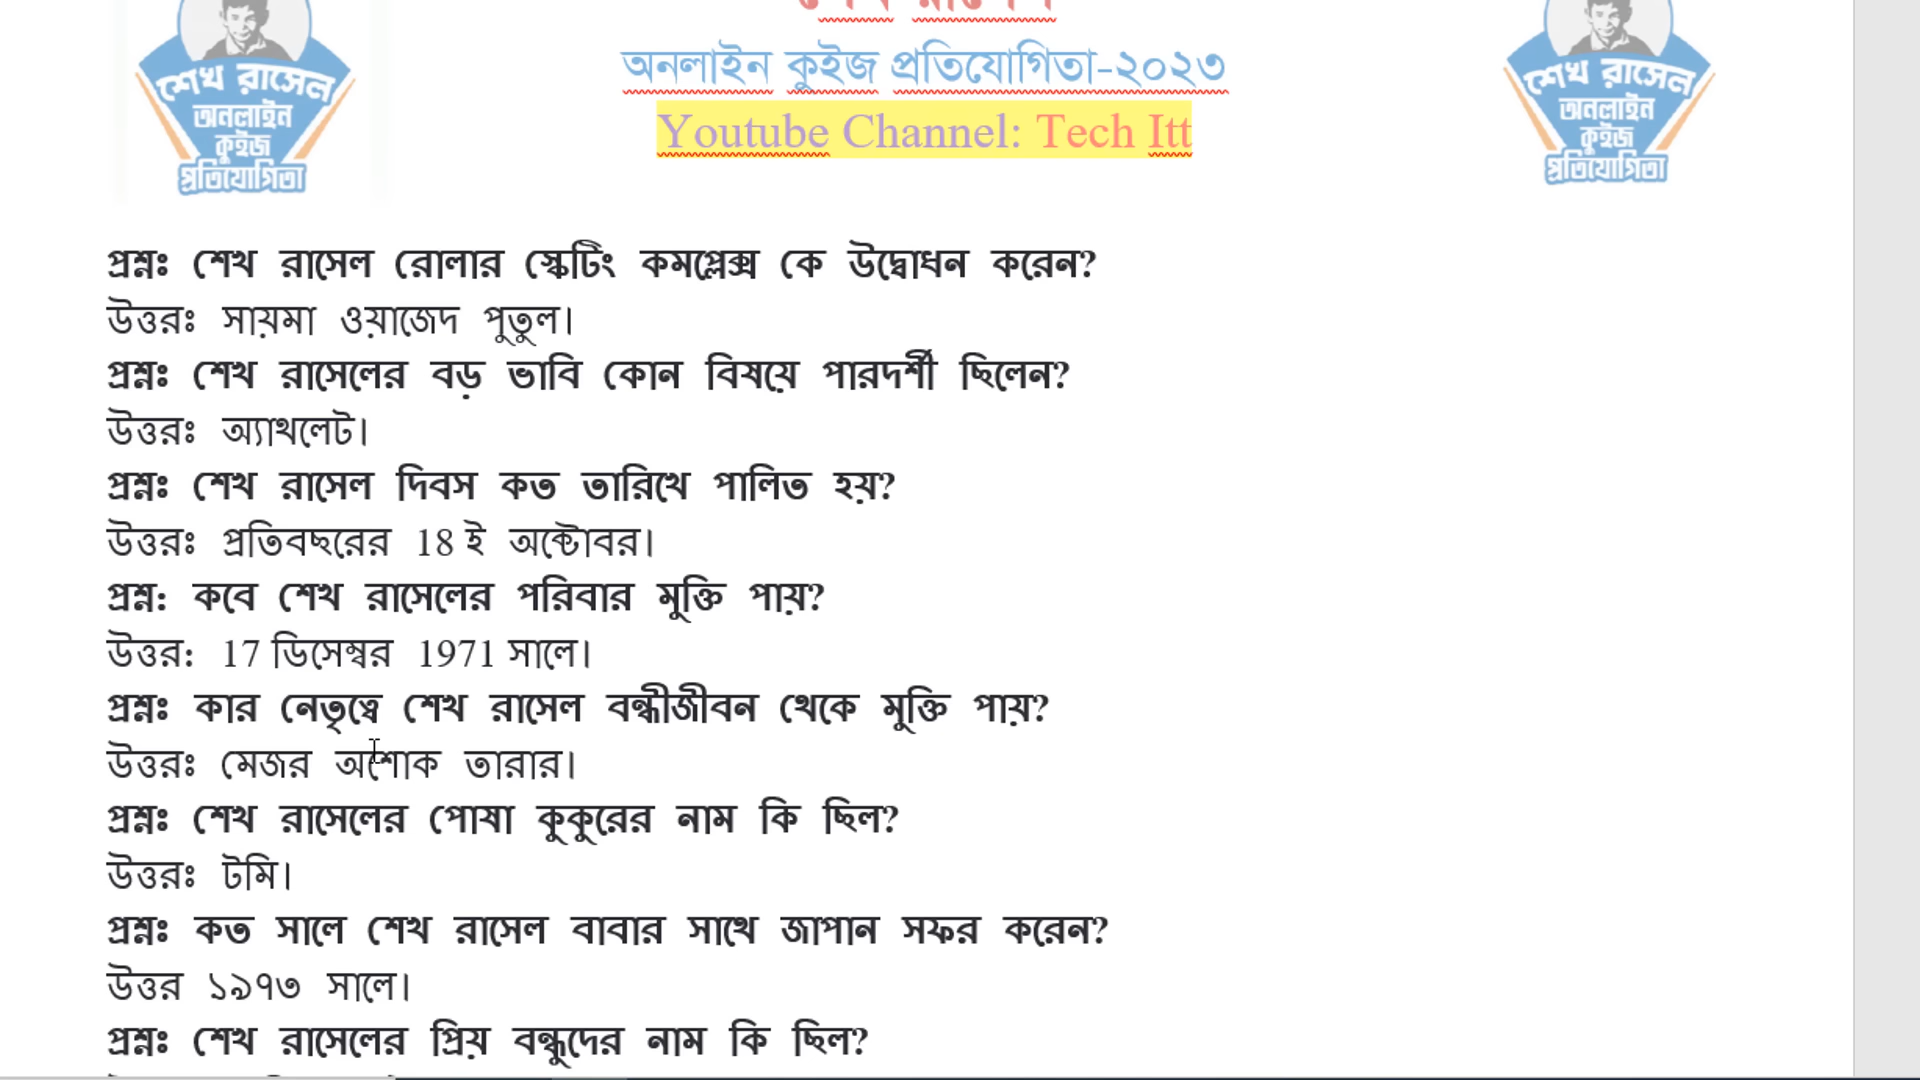 শেখ রাসেল
অনলাইন
কুইজ
প্রতিযোগিতা
অনলাইন কুইজ প্রতিযোগিতা-২০২৩
Youtube Channel: Tech Itt
শেখ রাসেল
অনলাইন
কুইজ
প্রতিযোগিতা
প্রশ্নঃ শেখ রাসেল রোলার স্কেটিং কমপ্লেক্স কে উদ্বোধন করেন?
উত্তরঃ সায়মা ওয়াজেদ পুতুল।
প্রশ্নঃ শেখ রাসেলের বড় ভাবি কোন বিষয়ে পারদর্শী ছিলেন?
উত্তরঃ অ্যাথলেট।
প্রশ্নঃ শেখ রাসেল দিবস কত তারিখে পালিত হয়?
উত্তরঃ প্রতিবছরের 18 ই অক্টোবর।
প্রশ্ন: কবে শেখ রাসেলের পরিবার মুক্তি পায়?
উত্তর: 17 ডিসেম্বর 1971 সালে।
প্রশ্নঃ কার নেতৃত্বে শেখ রাসেল বন্ধীজীবন থেকে মুক্তি পায়?
উত্তরঃ মেজর অশোক তারার।
প্রশ্নঃ শেখ রাসেলের পোষা কুকুরের নাম কি ছিল?
উত্তরঃ টমি।
প্রশ্নঃ কত সালে শেখ রাসেল বাবার সাথে জাপান সফর করেন?
উত্তর ১৯৭৩ সালে।
প্রশ্নঃ শেখ রাসেলের প্রিয় বন্ধুদের নাম কি ছিল?